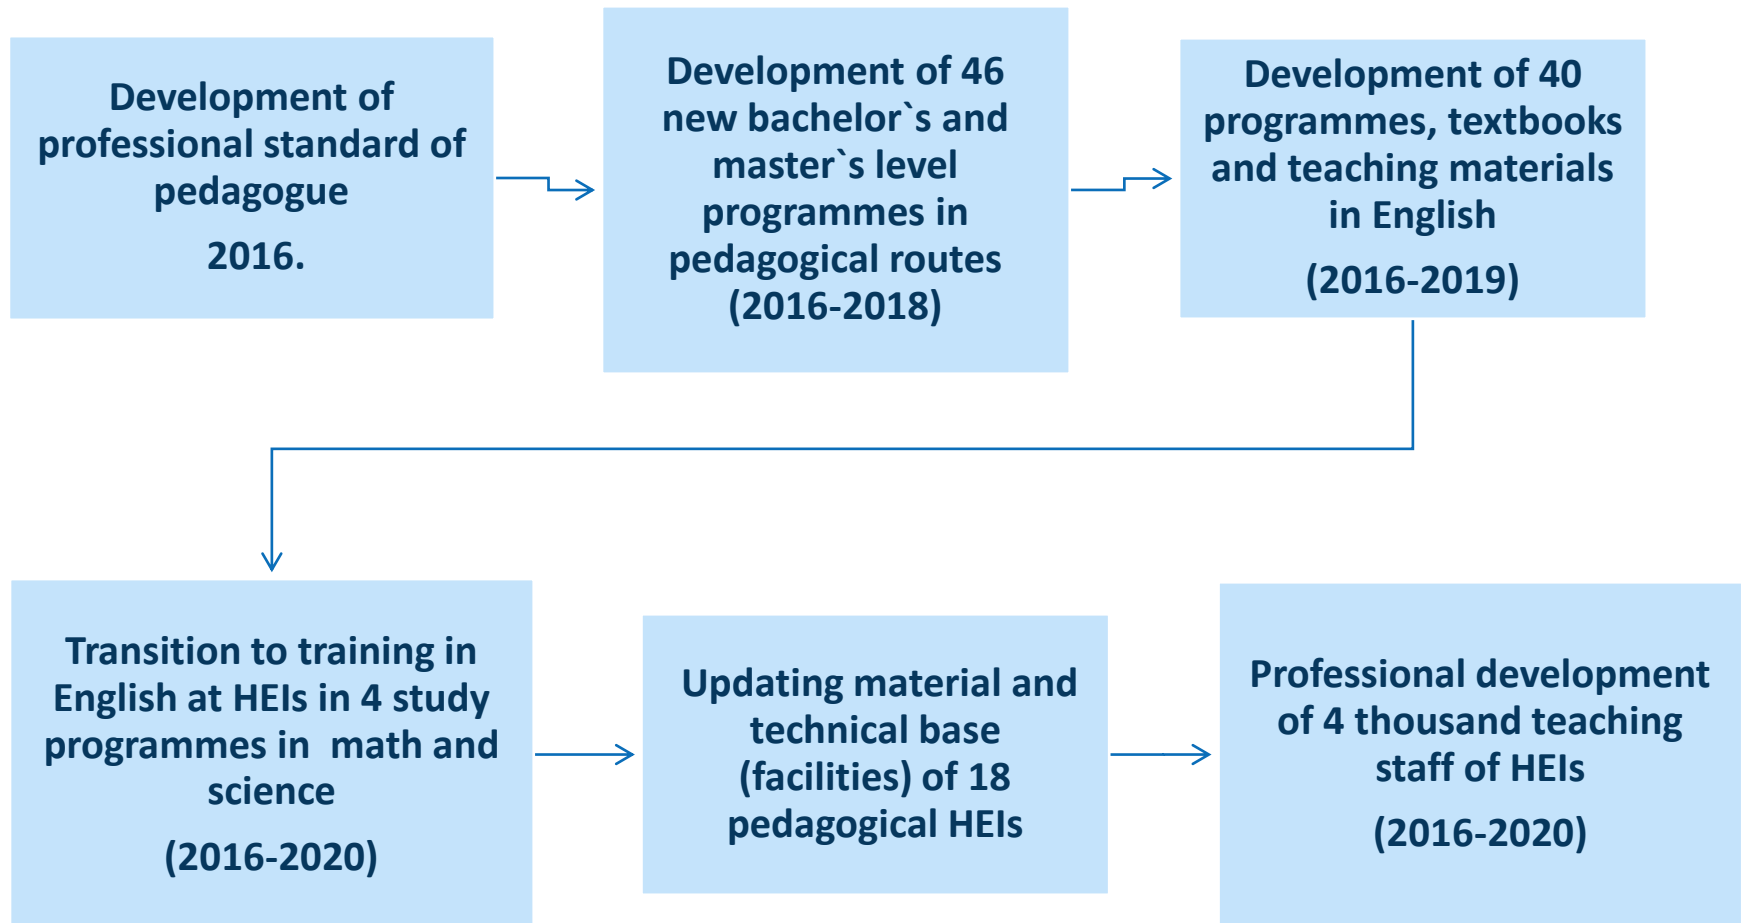 Development of
professional standard of
pedagogue
2016.
Development of 46
new bachelor`s and
master`s level
programmes in
pedagogical routes
(2016-2018)
Development of 40
programmes, textbooks
and teaching materials
in English
(2016-2019)
Transition to training in
English at HEIs in 4 study
programmes in  math and
science
(2016-2020)
Updating material and
technical base
(facilities) of 18
pedagogical HEIs
Professional development
of 4 thousand teaching
staff of HEIs
(2016-2020)